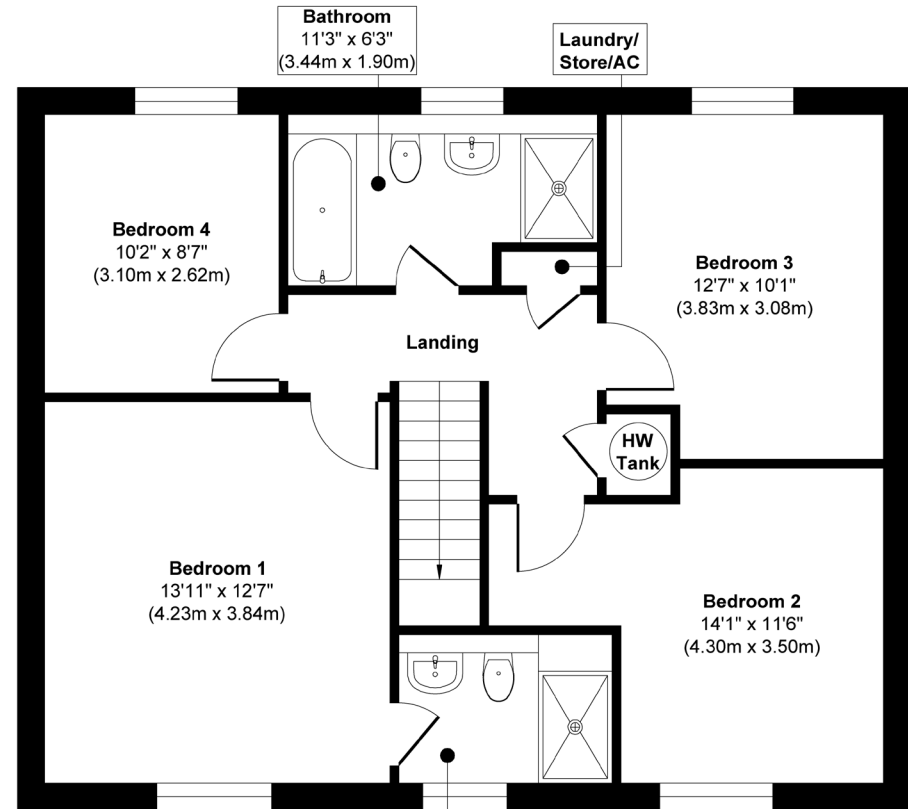 Bathroom
11'3" x 6'3"
(3.44m x 1.90m)
Laundry/
Store/AC
Bedroom 4
10'2" x 8'7"
(3.10m x 2.62m)
Bedroom 3
12'7" x 10'1"
(3.83m x 3.08m)
Landing
HW
Tank
Bedroom 1
13'11" x 12'7"
(4.23m x 3.84m)
Bedroom 2
14'1" x 11'6"
(4.30m x 3.50m)